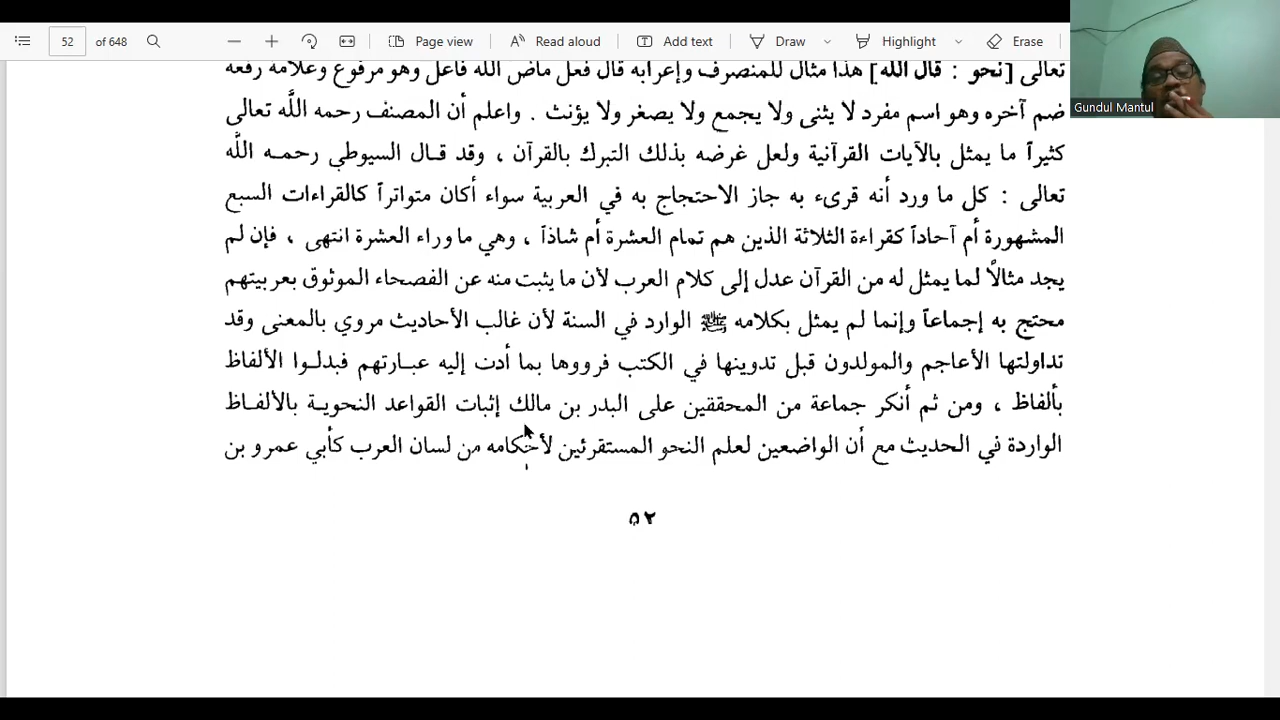 52 of 648
Page view
Read aloud
Add text
Draw
Highlight
Erase
Gundul Mantul
تعالى [نحو : قال الله] هذا مثال للمنصرف وإعرابه قال فعل ماض الله فاعل وهو مرفوع وعلامة رفعه
ضم آخره وهو اسم مفرد لا يثنى ولا يجمع ولا يصغر ولا يؤنث . واعلم أن المصنف رحمه اللَّه تعالى
كثيراً ما يمثل بالآيات القرآنية ولعل غرضه بذلك التبرك بالقرآن ، وقد قال السيوطي رحمه اللَّه
تعالى : كل ما ورد أنه قرىء به جاز الاحتجاج به في العربية سواء أكان متواتراً كالقراءات السبع
المشهورة أم آحاداً كقراءة الثلاثة الذين هم تمام العشرة أم شاذاً ، وهي ما وراء العشرة انتهى ، فإن لم
يجد مثالاً لما يمثل له من القرآن عدل إلى كلام العرب لأن ما يثبت منه عن الفصحاء الموثوق بعربيتهم
محتج به إجماعاً وإنما لم يمثل بكلامه ﷺ الوارد في السنة لأن غالب الأحاديث مروي بالمعنى وقد
تداولتها الأعاجم والمولدون قبل تدوينها في الكتب فرووها بما أدت إليه عبارتهم فبدلوا الألفاظ
بألفاظ ، ومن ثم أنكر جماعة من المحققين على البدر بن مالك إثبات القواعد النحوية بالألفاظ
الواردة في الحديث مع أن الواضعين لعلم النحو المستقرئين لأحكامه من لسان العرب كأبي عمرو بن
٥٢